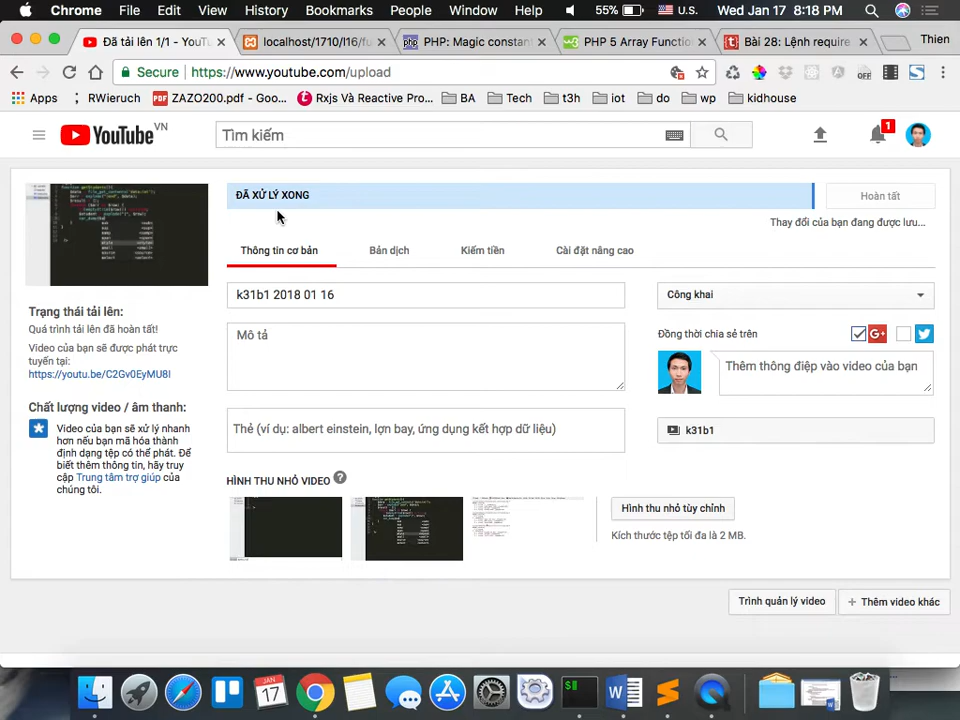 Chrome File Edit View History Bookmarks People Window Help 55% U.S. Wed Jan 17 8:18 PM
Đã tải lên 1/1 - YouTu localhost/1710/l16/fu PHP: Magic constan PHP 5 Array Functio Bài 28: Lệnh require Thien
Secure https://www.youtube.com/upload
Apps RWieruch ZAZO200.pdf - Goo... Rxjs Và Reactive Pro... BA Tech t3h iot do wp kidhouse
YouTube VN Tìm kiếm 1
ĐÃ XỬ LÝ XONG Hoàn tất
Thay đổi của bạn đang được lưu...
Thông tin cơ bản Bản dịch Kiếm tiền Cài đặt nâng cao
k31b1 2018 01 16 Công khai
Mô tả Đồng thời chia sẻ trên
Thêm thông điệp vào video của bạn
Trạng thái tải lên:
Quá trình tải lên đã hoàn tất!
Video của bạn sẽ được phát trực
tuyến tại:
https://youtu.be/C2Gv0EyMU8I
Chất lượng video / âm thanh:
Video của bạn sẽ xử lý nhanh
hơn nếu bạn mã hóa thành
định dạng tệp có thể phát. Để
biết thêm thông tin, hãy truy
cập Trung tâm trợ giúp của
chúng tôi.
Thẻ (ví dụ: albert einstein, lợn bay, ứng dụng kết hợp dữ liệu) k31b1
HÌNH THU NHỎ VIDEO
Hình thu nhỏ tùy chỉnh
Kích thước tệp tối đa là 2 MB.
Trình quản lý video Thêm video khác
JAN
17